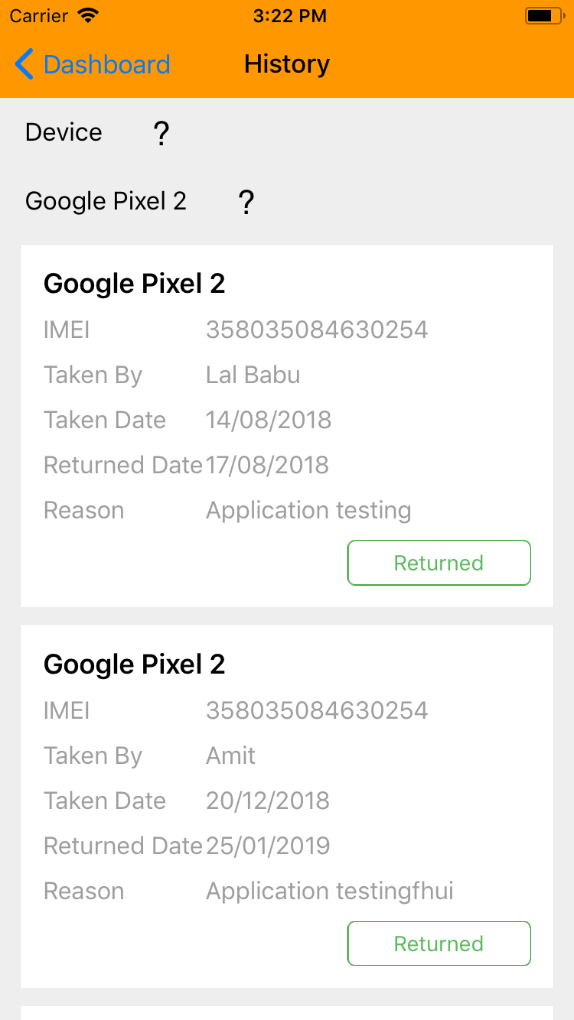 Carrier 3:22 PM
Dashboard History
Device ?
Google Pixel 2 ?
Google Pixel 2
IMEI 358035084630254
Taken By Lal Babu
Taken Date 14/08/2018
Returned Date 17/08/2018
Reason Application testing
Returned
Google Pixel 2
IMEI 358035084630254
Taken By Amit
Taken Date 20/12/2018
Returned Date 25/01/2019
Reason Application testingfhui
Returned